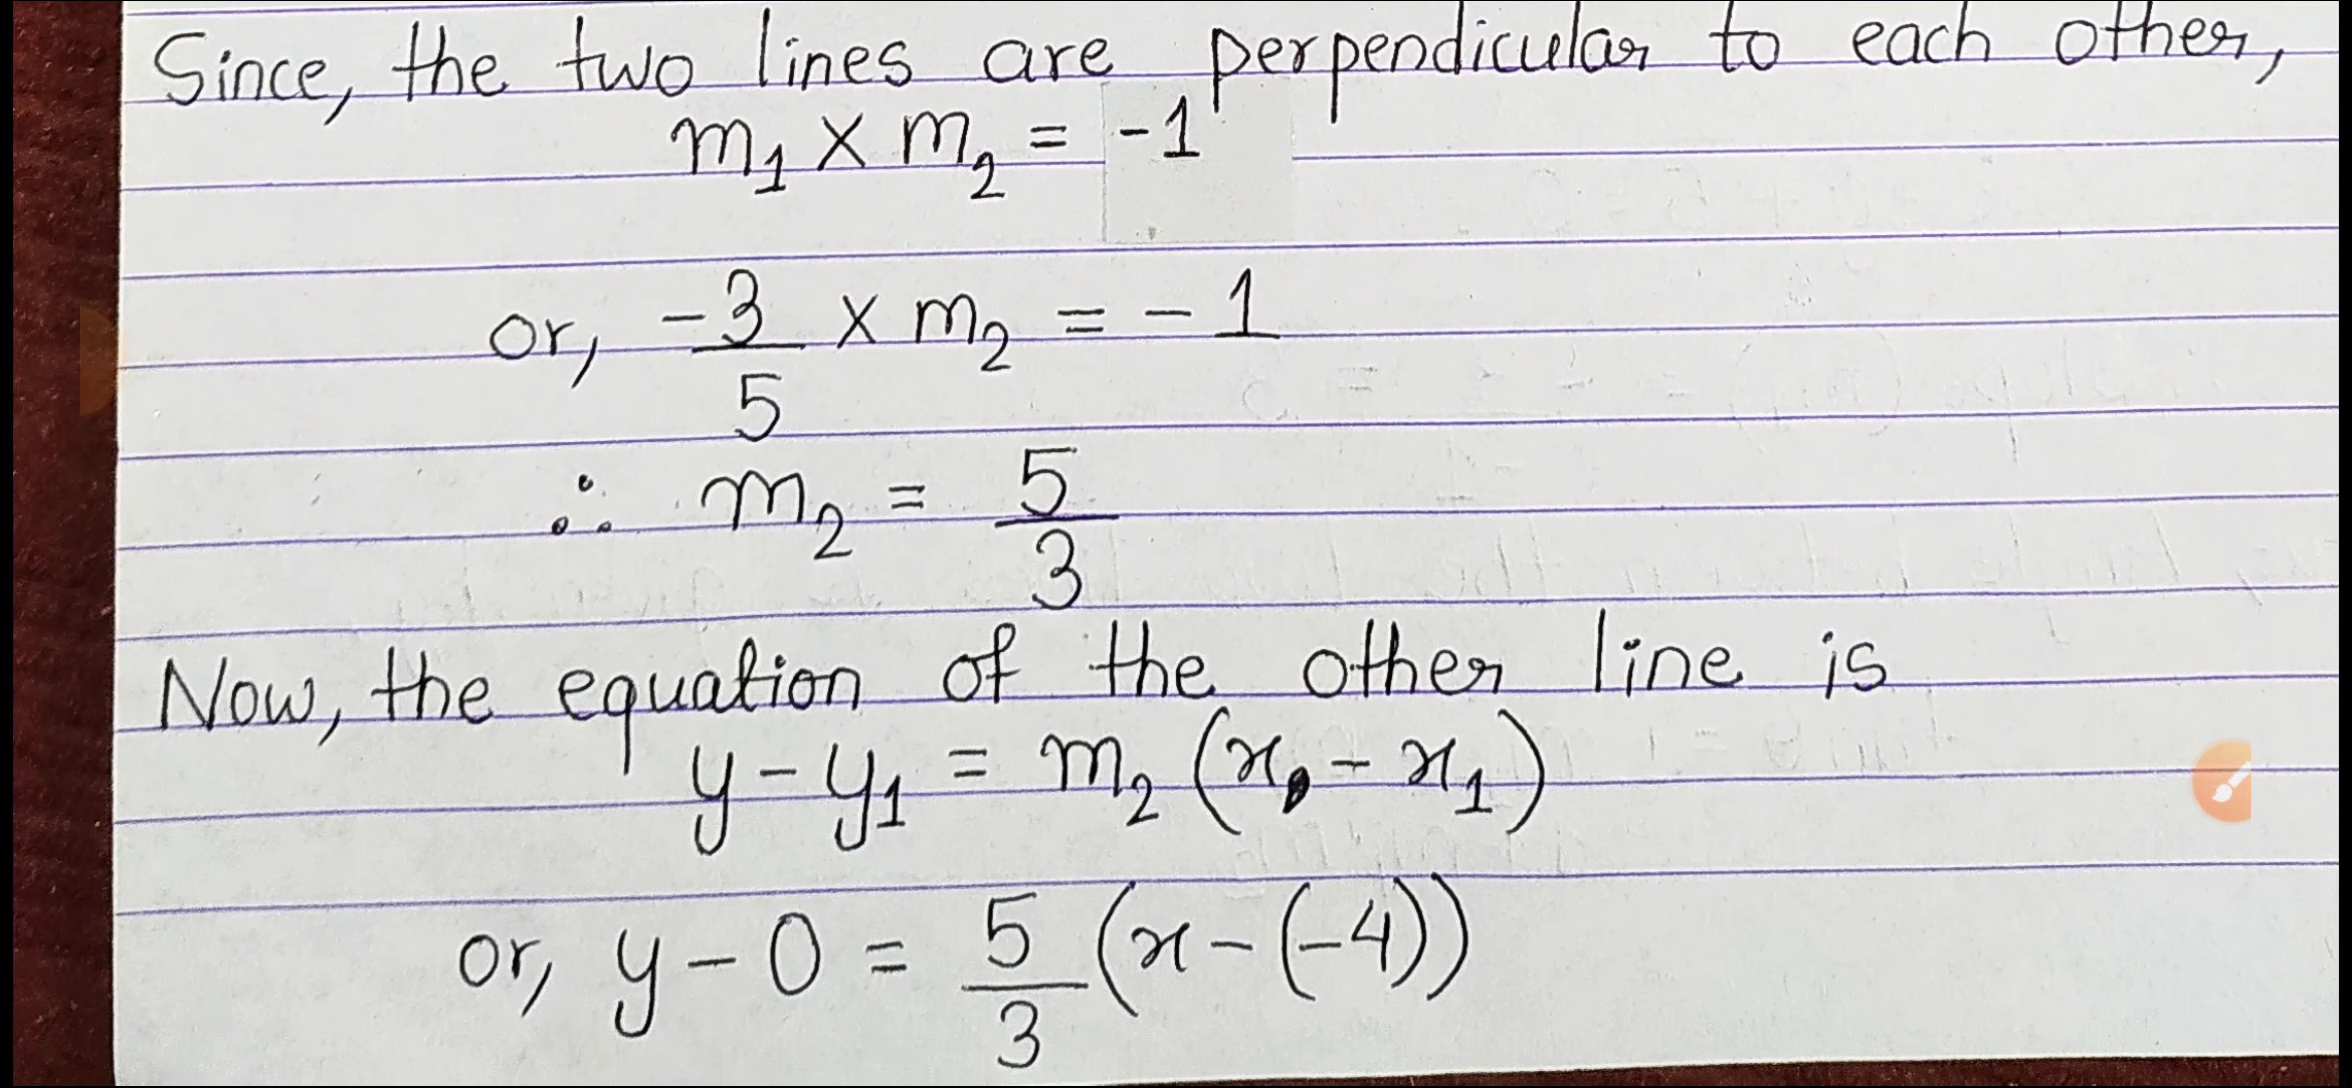 Since, the two lines are perpendicular to each other,
m₁ × m₂ = -1
or, -3/5 × m₂ = -1
∴ m₂ = 5/3
Now, the equation of the other line is
y - y₁ = m₂ (x - x₁)
or, y - 0 = 5/3 (x - (-4))